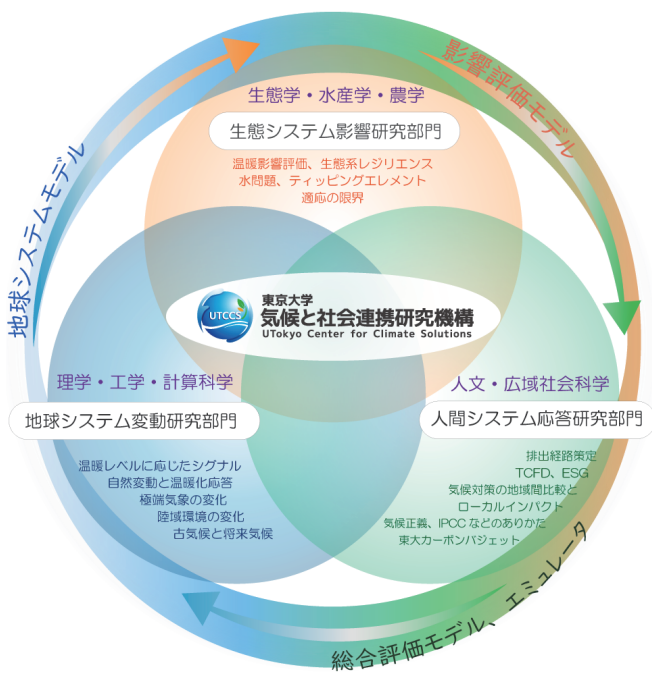 影響評価モデル
生態学・水産学・農学
生態システム影響研究部門
温暖影響評価、生態系レジリエンス
水問題、ティッピングエレメント
適応の限界
地球システムモデル
UTCCS
東京大学
気候と社会連携研究機構
UTokyo Center for Climate Solutions
理学・工学・計算科学
地球システム変動研究部門
温暖レベルに応じたシグナル
自然変動と温暖化応答
極端気象の変化
陸域環境の変化
古気候と将来気候
人文・広域社会科学
人間システム応答研究部門
排出経路策定
TCFD、ESG
気候対策の地域間比較と
ローカルインパクト
気候正義、IPCC などのありかた
東大カーボンバジェット
総合評価モデル、エミュレータ